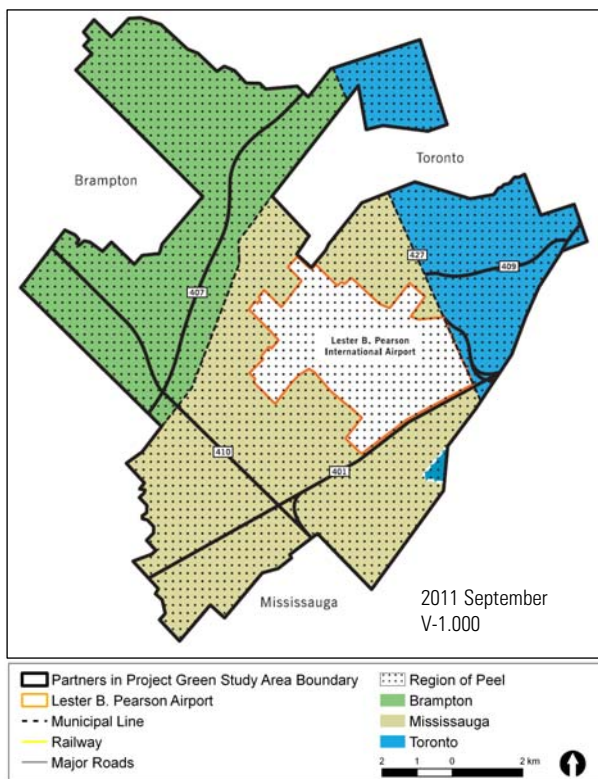 Brampton
Toronto
427
409
407
Lester B. Pearson
International Airport
410
401
Mississauga
2011 September
V-1.000
Partners in Project Green Study Area Boundary
Lester B. Pearson Airport
Municipal Line
Railway
Major Roads
Region of Peel
Brampton
Mississauga
Toronto
2 1 0 2 km